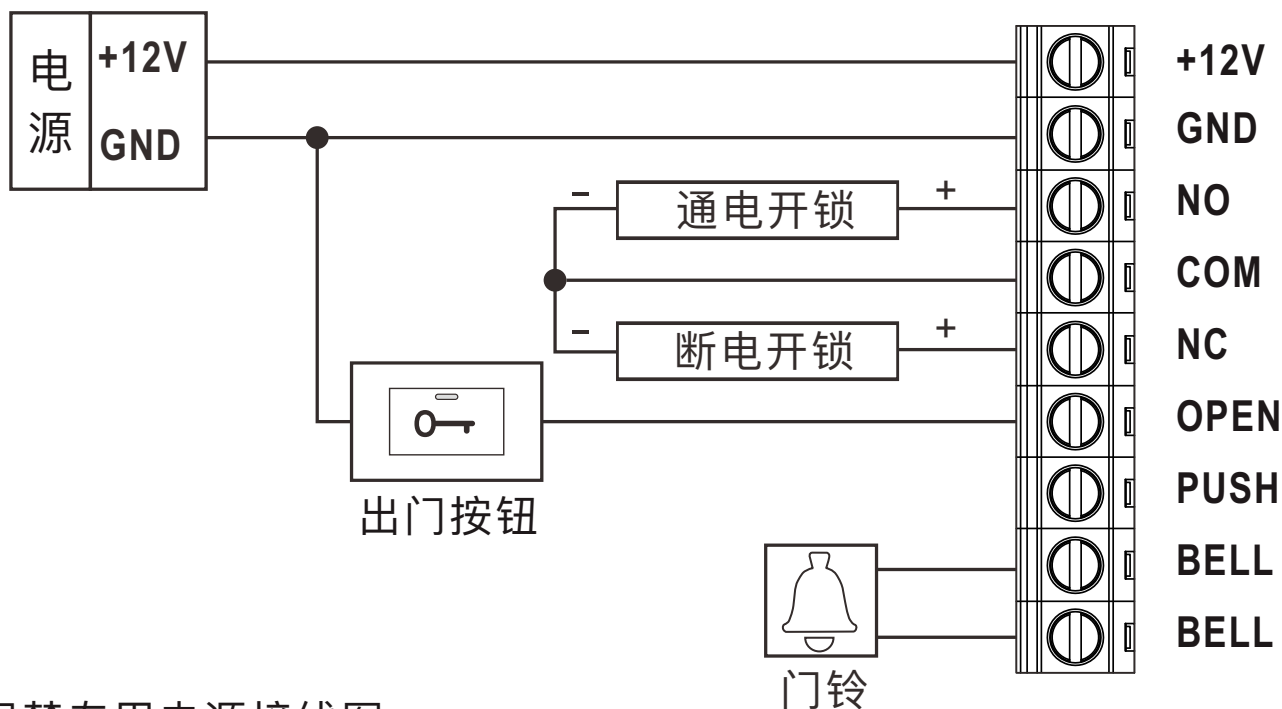 电源
+12V
GND
- 通电开锁 +
- 断电开锁 +
出门按钮
门铃
+12V
GND
NO
COM
NC
OPEN
PUSH
BELL
BELL